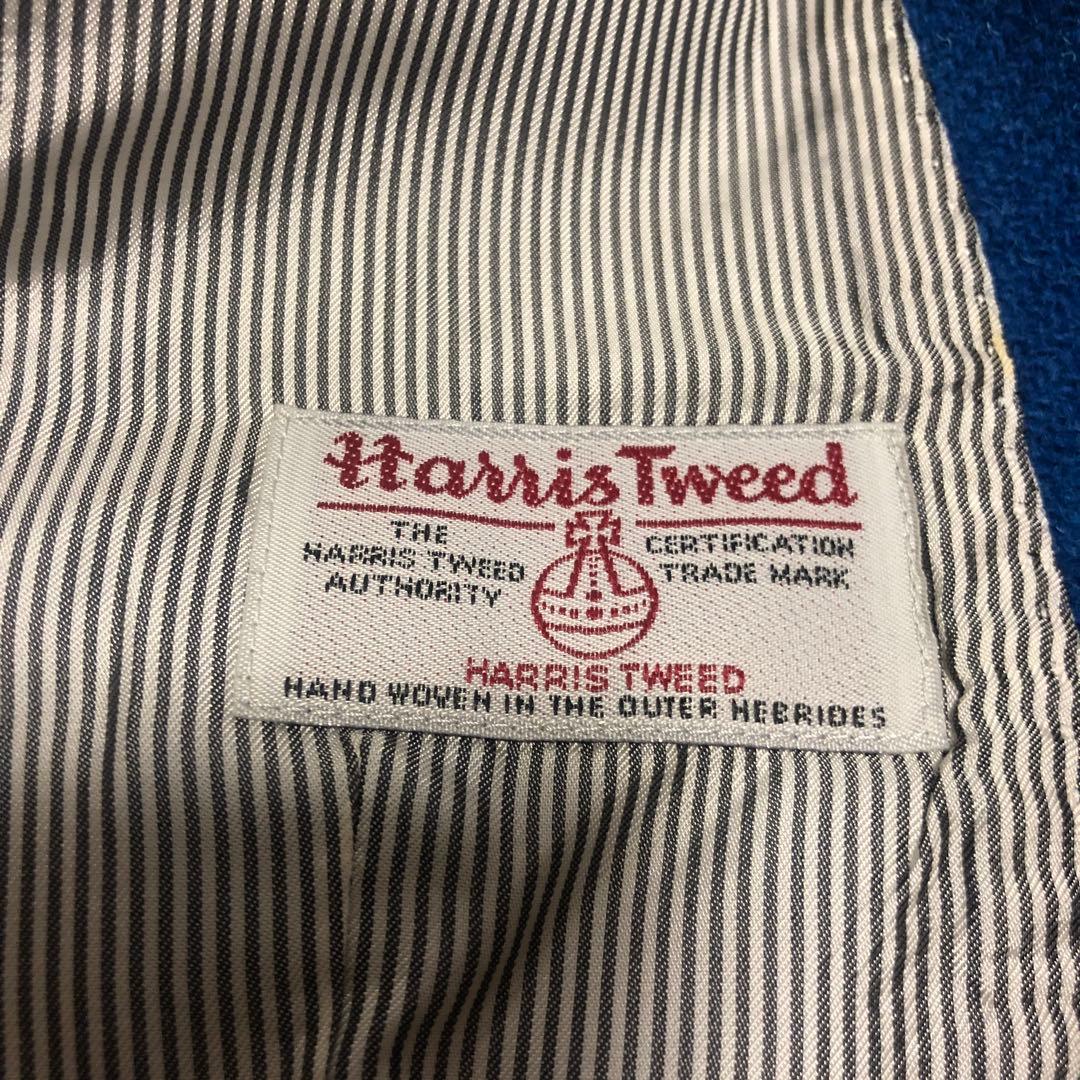 Harris Tweed
THE
HARRIS TWEED
AUTHORITY
CERTIFICATION
TRADE MARK
HARRIS TWEED
HAND WOVEN IN THE OUTER HEBRIDES